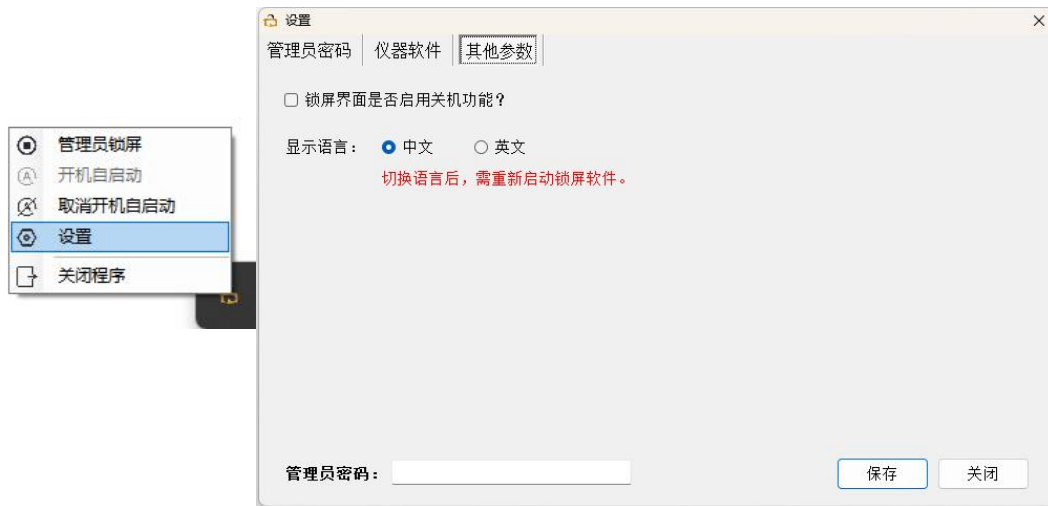 管理员锁屏
开机自启动
取消开机自启动
设置
关闭程序
设置
管理员密码 仪器软件 其他参数
锁屏界面是否启用关机功能?
显示语言: 中文 英文
切换语言后，需重新启动锁屏软件。
管理员密码: 保存 关闭